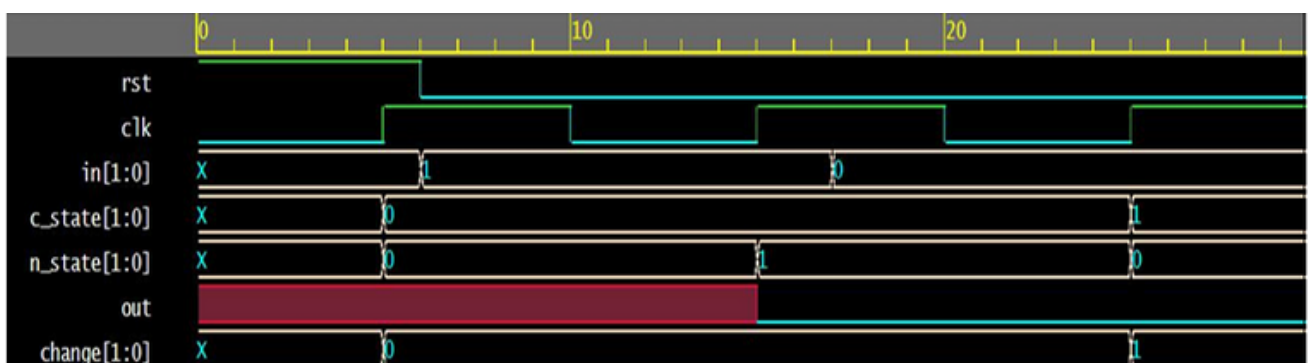 0 10 20
rst
clk
in[1:0] X 1 0
c_state[1:0] X 0 1
n_state[1:0] X 0 1 0
out
change[1:0] X 0 1